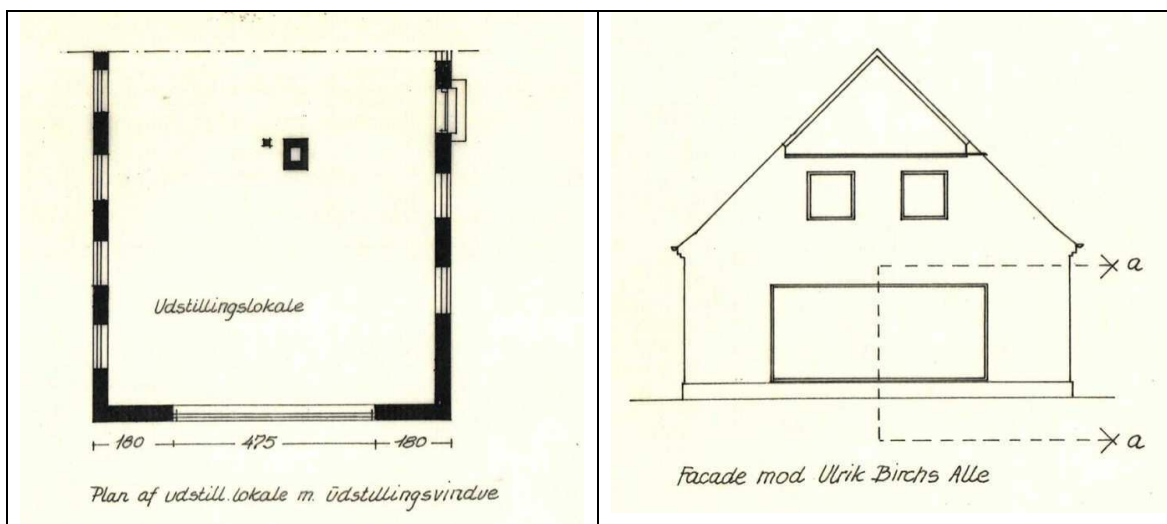 Udstillingslokale
180 475 180
Plan af udstill. lokale m. udstillingsvindue
a
a
Facade mod Ulrik Birchs Alle